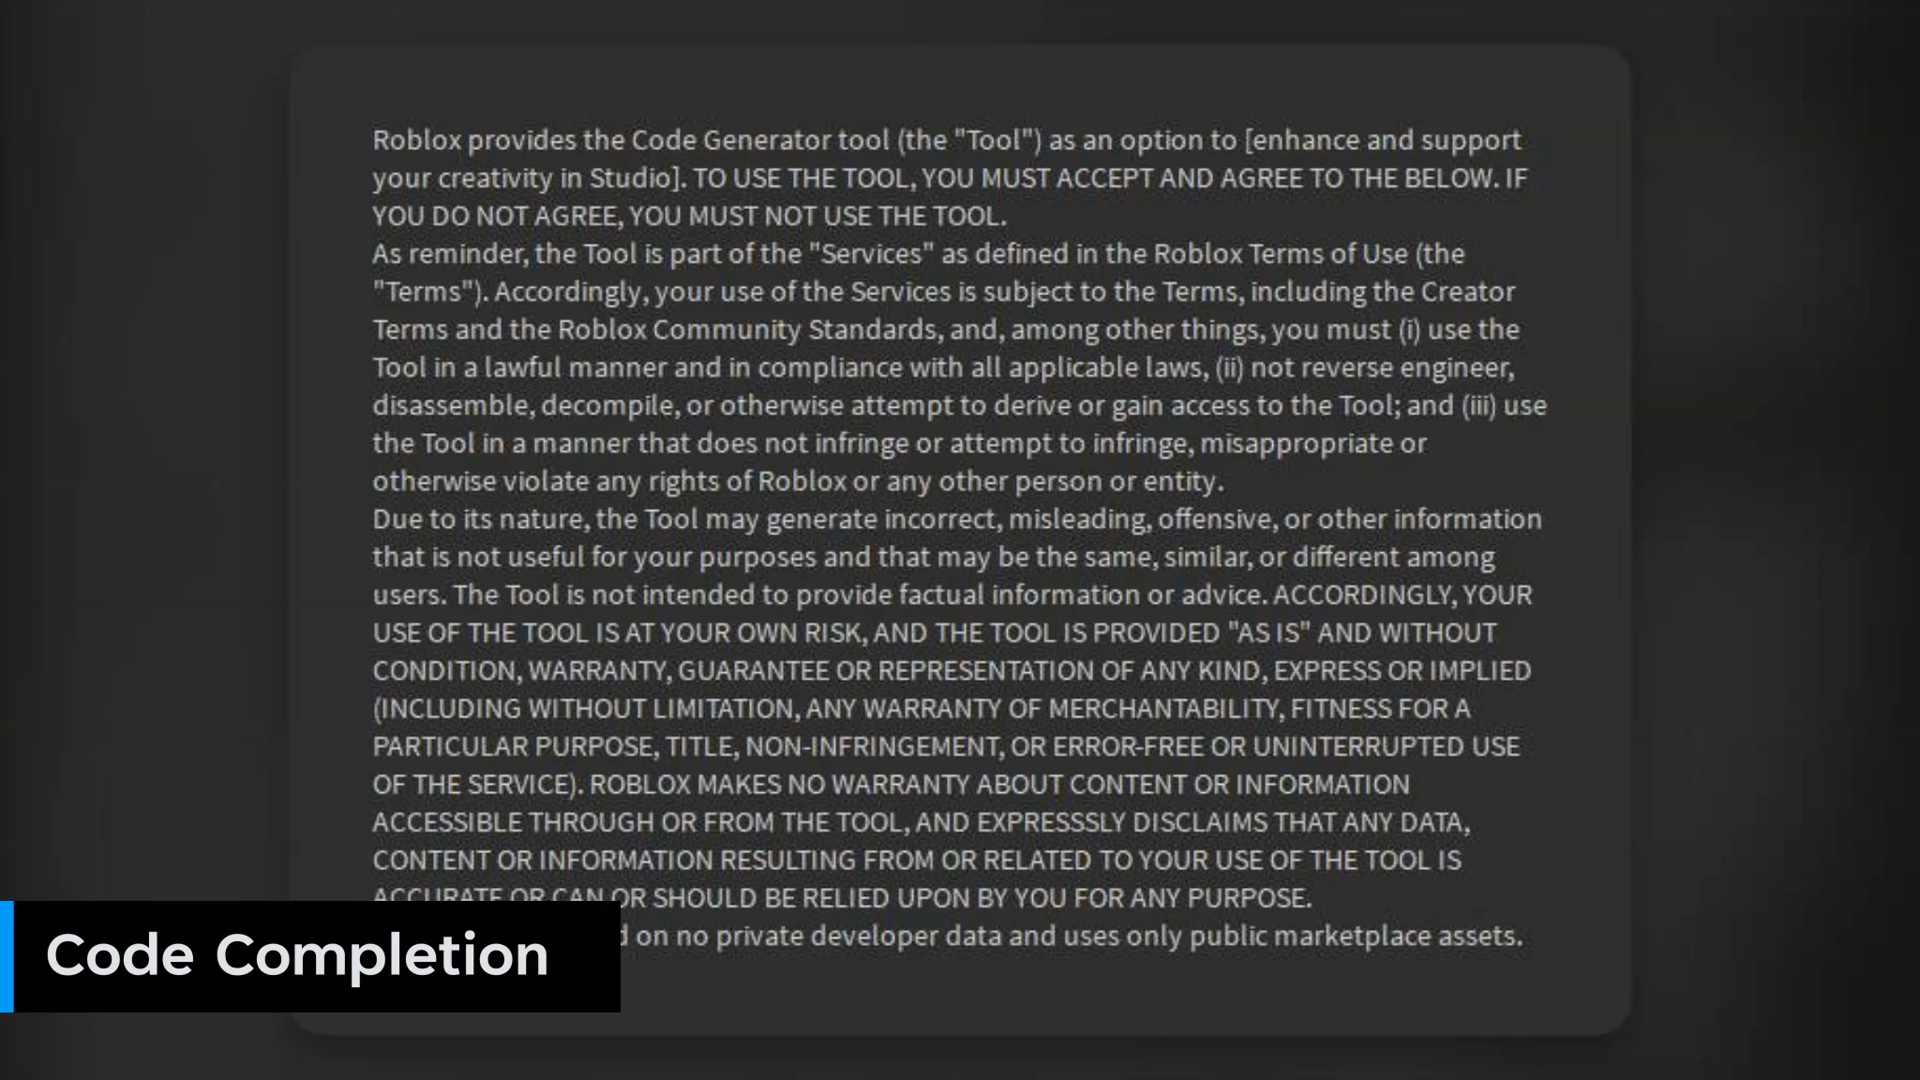 Roblox provides the Code Generator tool (the "Tool") as an option to [enhance and support
your creativity in Studio]. TO USE THE TOOL, YOU MUST ACCEPT AND AGREE TO THE BELOW. IF
YOU DO NOT AGREE, YOU MUST NOT USE THE TOOL.
As reminder, the Tool is part of the "Services" as defined in the Roblox Terms of Use (the
"Terms"). Accordingly, your use of the Services is subject to the Terms, including the Creator
Terms and the Roblox Community Standards, and, among other things, you must (i) use the
Tool in a lawful manner and in compliance with all applicable laws, (ii) not reverse engineer,
disassemble, decompile, or otherwise attempt to derive or gain access to the Tool; and (iii) use
the Tool in a manner that does not infringe or attempt to infringe, misappropriate or
otherwise violate any rights of Roblox or any other person or entity.
Due to its nature, the Tool may generate incorrect, misleading, offensive, or other information
that is not useful for your purposes and that may be the same, similar, or different among
users. The Tool is not intended to provide factual information or advice. ACCORDINGLY, YOUR
USE OF THE TOOL IS AT YOUR OWN RISK, AND THE TOOL IS PROVIDED "AS IS" AND WITHOUT
CONDITION, WARRANTY, GUARANTEE OR REPRESENTATION OF ANY KIND, EXPRESS OR IMPLIED
(INCLUDING WITHOUT LIMITATION, ANY WARRANTY OF MERCHANTABILITY, FITNESS FOR A
PARTICULAR PURPOSE, TITLE, NON-INFRINGEMENT, OR ERROR-FREE OR UNINTERRUPTED USE
OF THE SERVICE). ROBLOX MAKES NO WARRANTY ABOUT CONTENT OR INFORMATION
ACCESSIBLE THROUGH OR FROM THE TOOL, AND EXPRESSSLY DISCLAIMS THAT ANY DATA,
CONTENT OR INFORMATION RESULTING FROM OR RELATED TO YOUR USE OF THE TOOL IS
ACCURATE OR CAN OR SHOULD BE RELIED UPON BY YOU FOR ANY PURPOSE.
on no private developer data and uses only public marketplace assets.
Code Completion